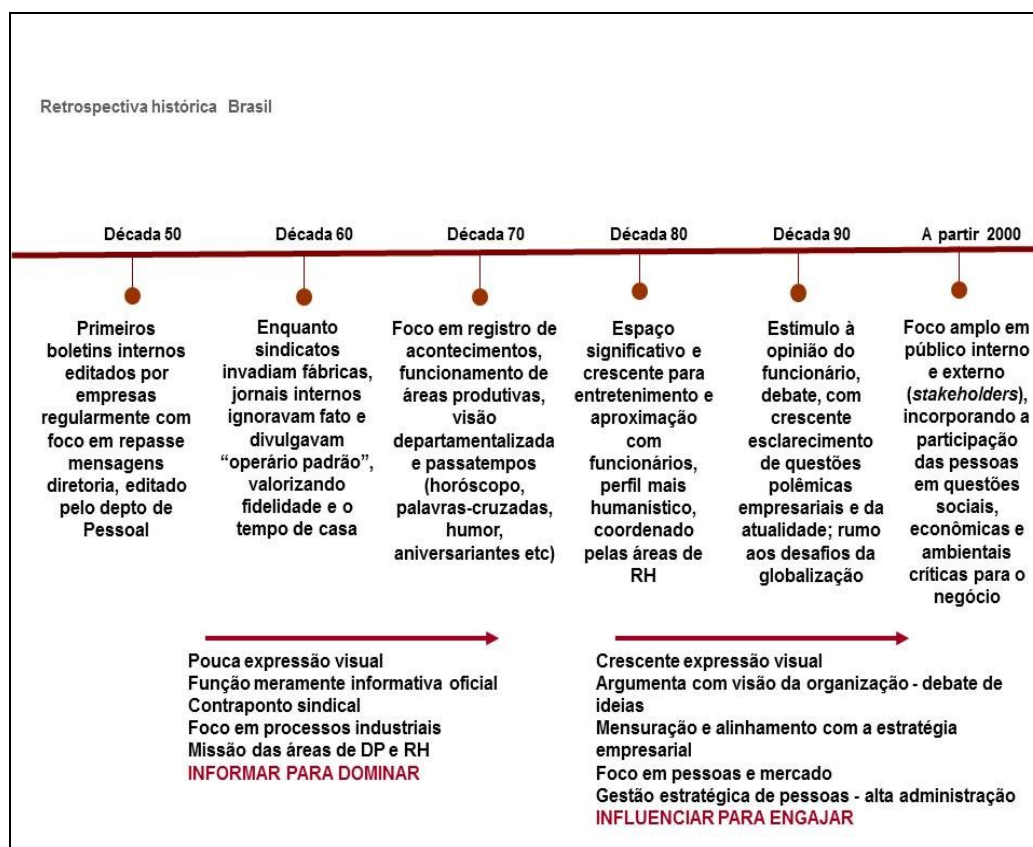 Retrospectiva histórica Brasil
Década 50
Década 60
Década 70
Década 80
Década 90
A partir 2000
Primeiros
boletins internos
editados por
empresas
regularmente com
foco em repasse
mensagens
diretoria, editado
pelo depto de
Pessoal
Enquanto
sindicatos
invadiam fábricas,
jornais internos
ignoravam fato e
divulgavam
“operário padrão”,
valorizando
fidelidade e o
tempo de casa
Foco em registro de
acontecimentos,
funcionamento de
áreas produtivas,
visão
departamentalizada
e passatempos
(horóscopo,
palavras-cruzadas,
humor,
aniversariantes etc)
Espaço
significativo e
crescente para
entretenimento e
aproximação
com
funcionários,
perfil mais
humanístico,
coordenado
pelas áreas de
RH
Estímulo à
opinião do
funcionário,
debate, com
crescente
esclarecimento
de questões
polêmicas
empresariais e da
atualidade; rumo
aos desafios da
globalização
Foco amplo em
público interno
e externo
(stakeholders),
incorporando a
participação
das pessoas
em questões
sociais,
econômicas e
ambientais
críticas para o
negócio
Pouca expressão visual
Função meramente informativa oficial
Contraponto sindical
Foco em processos industriais
Missão das áreas de DP e RH
INFORMAR PARA DOMINAR
Crescente expressão visual
Argumenta com visão da organização - debate de
ideias
Mensuração e alinhamento com a estratégia
empresarial
Foco em pessoas e mercado
Gestão estratégica de pessoas - alta administração
INFLUENCIAR PARA ENGAJAR